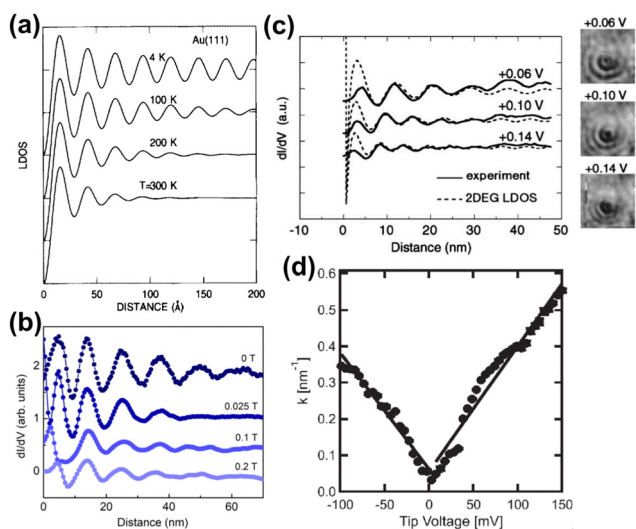 (a)
Au(111)
4 K
100 K
200 K
T=300 K
LDOS
0 50 100 150 200
DISTANCE (Å)
(b)
2
1
0
0 T
0.025 T
0.1 T
0.2 T
dI/dV (arb. units)
0 20 40 60
Distance (nm)
(c)
+0.06 V
+0.10 V
+0.14 V
experiment
2DEG LDOS
dI/dV (a.u.)
-10 0 10 20 30 40 50
Distance (nm)
+0.06 V
+0.10 V
+0.14 V
(d)
0.6
0.5
0.4
0.3
0.2
0.1
0.0
k [nm⁻¹]
-100 -50 0 50 100 150
Tip Voltage [mV]